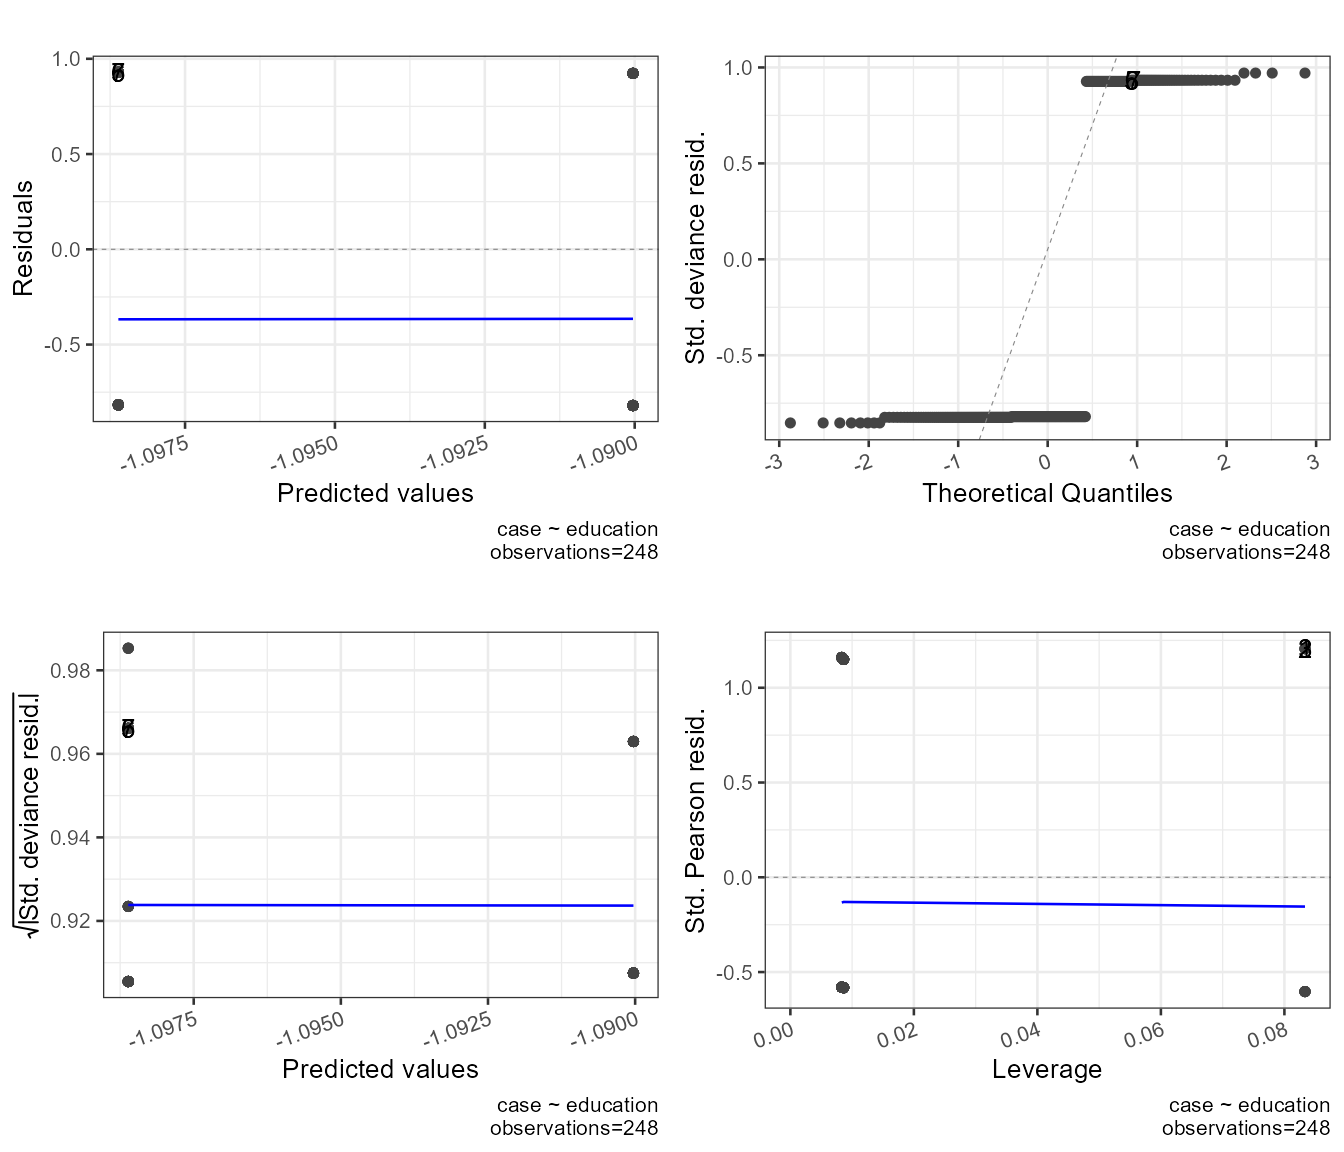 Residuals
1.0
0.5
0.0
-0.5
-1.0975
-1.0950
-1.0925
-1.0900
Predicted values
case ~ education
observations=248
Std. deviance resid.
1.0
0.5
0.0
-0.5
-3
-2
-1
0
1
2
3
Theoretical Quantiles
case ~ education
observations=248
√|Std. deviance resid.|
0.98
0.96
0.94
0.92
-1.0975
-1.0950
-1.0925
-1.0900
Predicted values
case ~ education
observations=248
Std. Pearson resid.
1.0
0.5
0.0
-0.5
0.00
0.02
0.04
0.06
0.08
Leverage
case ~ education
observations=248